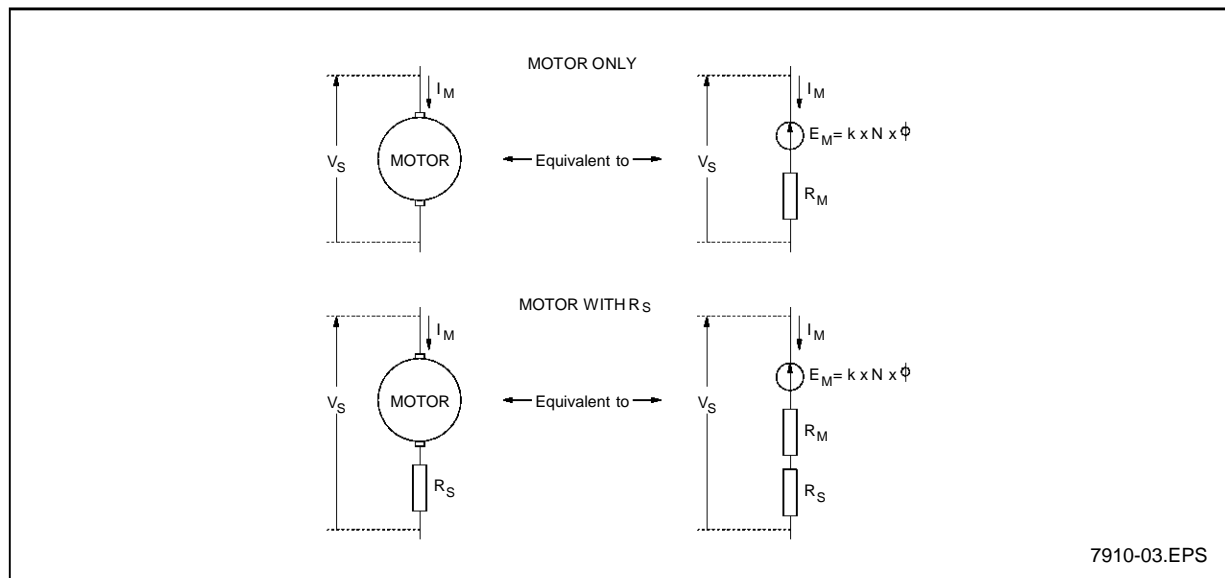 MOTOR ONLY
I_M
V_S
MOTOR
Equivalent to
I_M
E_M = k x N x ϕ
V_S
R_M
MOTOR WITH R_S
I_M
V_S
MOTOR
R_S
Equivalent to
I_M
E_M = k x N x ϕ
V_S
R_M
R_S
7910-03.EPS